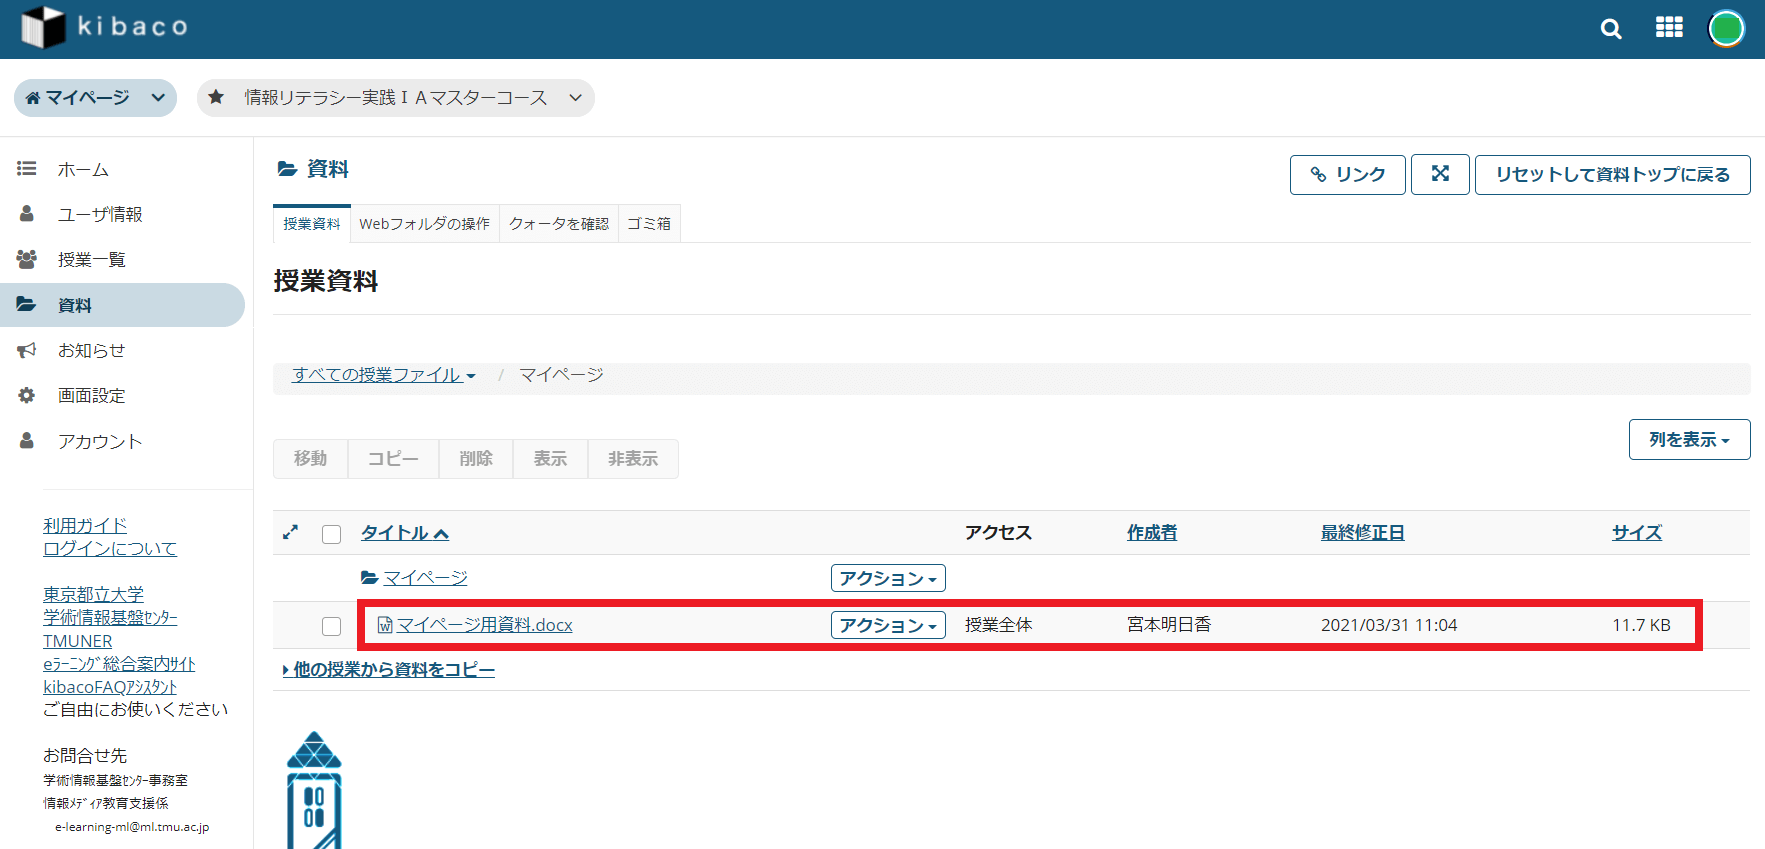 kibaco
マイページ
情報リテラシー実践ⅠAマスターコース
ホーム
ユーザ情報
授業一覧
資料
お知らせ
画面設定
アカウント
利用ガイド
ログインについて
東京都立大学
学術情報基盤ｾﾝﾀｰ
TMUNER
eﾗｰﾆﾝｸﾞ総合案内ｻｲﾄ
kibacoFAQｱｼｽﾀﾝﾄ
ご自由にお使いください
お問合せ先
学術情報基盤ｾﾝﾀｰ事務室
情報ﾒﾃﾞｨｱ教育支援係
e-learning-ml@ml.tmu.ac.jp
資料
リンク
リセットして資料トップに戻る
授業資料 Webフォルダの操作 クォータを確認 ゴミ箱
授業資料
すべての授業ファイル / マイページ
移動 コピー 削除 表示 非表示
列を表示
タイトル アクセス 作成者 最終修正日 サイズ
マイページ アクション
マイページ用資料.docx アクション 授業全体 宮本明日香 2021/03/31 11:04 11.7 KB
他の授業から資料をコピー